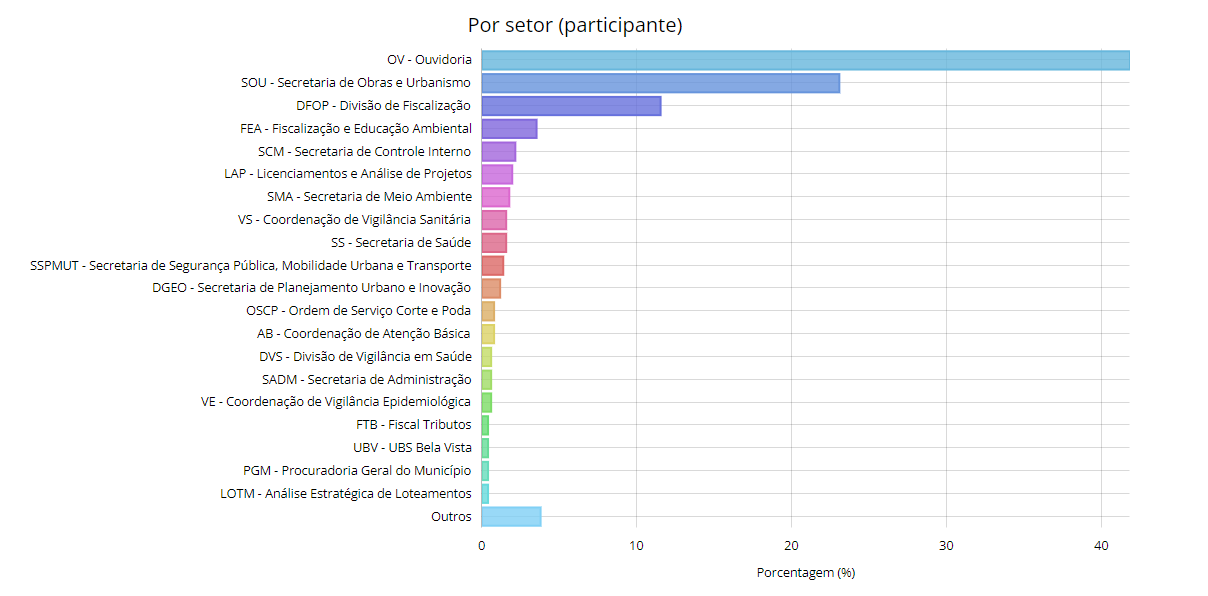 Por setor (participante)
OV - Ouvidoria
SOU - Secretaria de Obras e Urbanismo
DFOP - Divisão de Fiscalização
FEA - Fiscalização e Educação Ambiental
SCM - Secretaria de Controle Interno
LAP - Licenciamentos e Análise de Projetos
SMA - Secretaria de Meio Ambiente
VS - Coordenação de Vigilância Sanitária
SS - Secretaria de Saúde
SSPMUT - Secretaria de Segurança Pública, Mobilidade Urbana e Transporte
DGEO - Secretaria de Planejamento Urbano e Inovação
OSCP - Ordem de Serviço Corte e Poda
AB - Coordenação de Atenção Básica
DVS - Divisão de Vigilância em Saúde
SADM - Secretaria de Administração
VE - Coordenação de Vigilância Epidemiológica
FTB - Fiscal Tributos
UBV - UBS Bela Vista
PGM - Procuradoria Geral do Município
LOTM - Análise Estratégica de Loteamentos
Outros
0 10 20 30 40
Porcentagem (%)